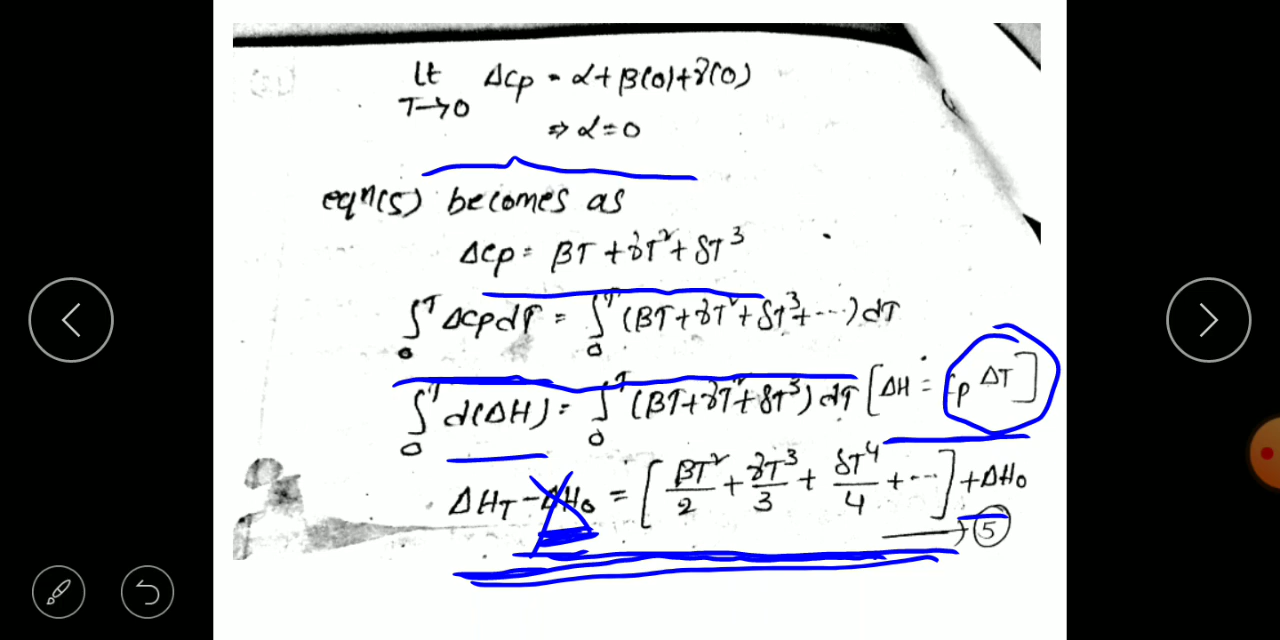 Lt ΔCp = α + β(0) + γ(0)
T→0
⇒ α = 0
eqⁿ(5) becomes as
ΔCp = βT + γT² + δT³
∫₀ᵀ ΔCp dT = ∫₀ᵀ (βT + γT² + δT³ + ...) dT
∫₀ᵀ d(ΔH) = ∫₀ᵀ (βT + γT² + δT³) dT [ΔH = Cp ΔT]
ΔH_T - ΔH₀ = [βT²/2 + γT³/3 + δT⁴/4 + ...] + ΔH₀
→ ⑤